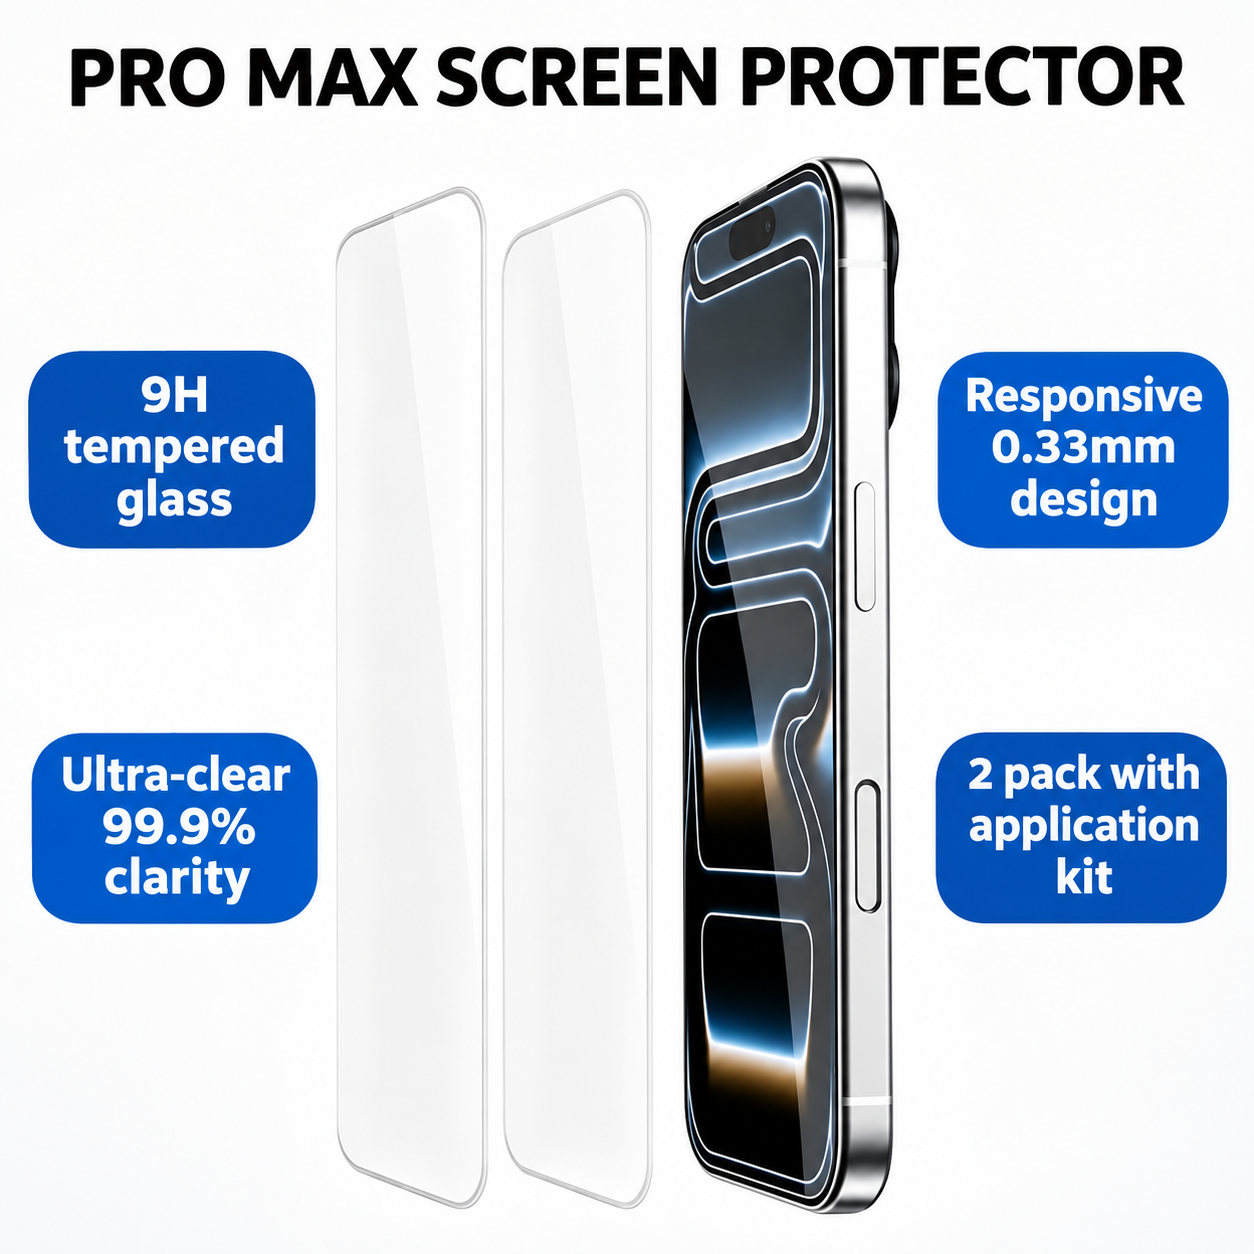 PRO MAX SCREEN PROTECTOR
9H
tempered
glass
Responsive
0.33mm
design
Ultra-clear
99.9%
clarity
2 pack with
application
kit